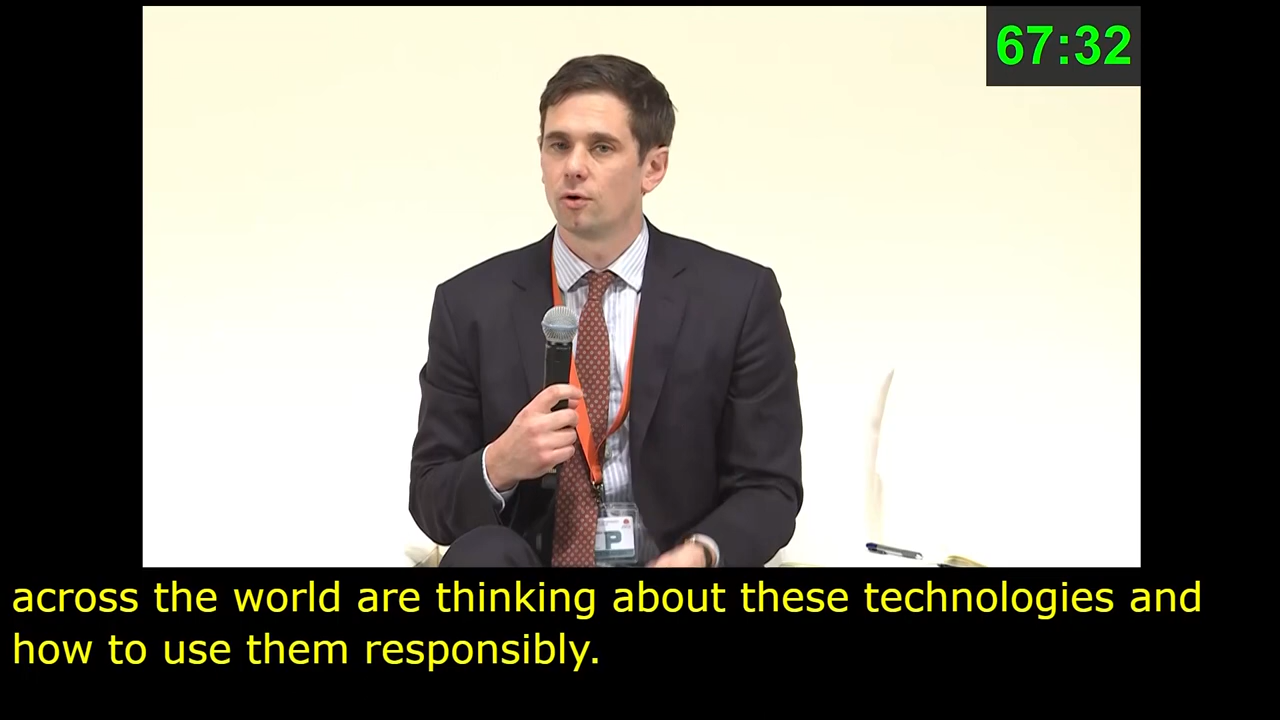 67:32
P
across the world are thinking about these technologies and
how to use them responsibly.